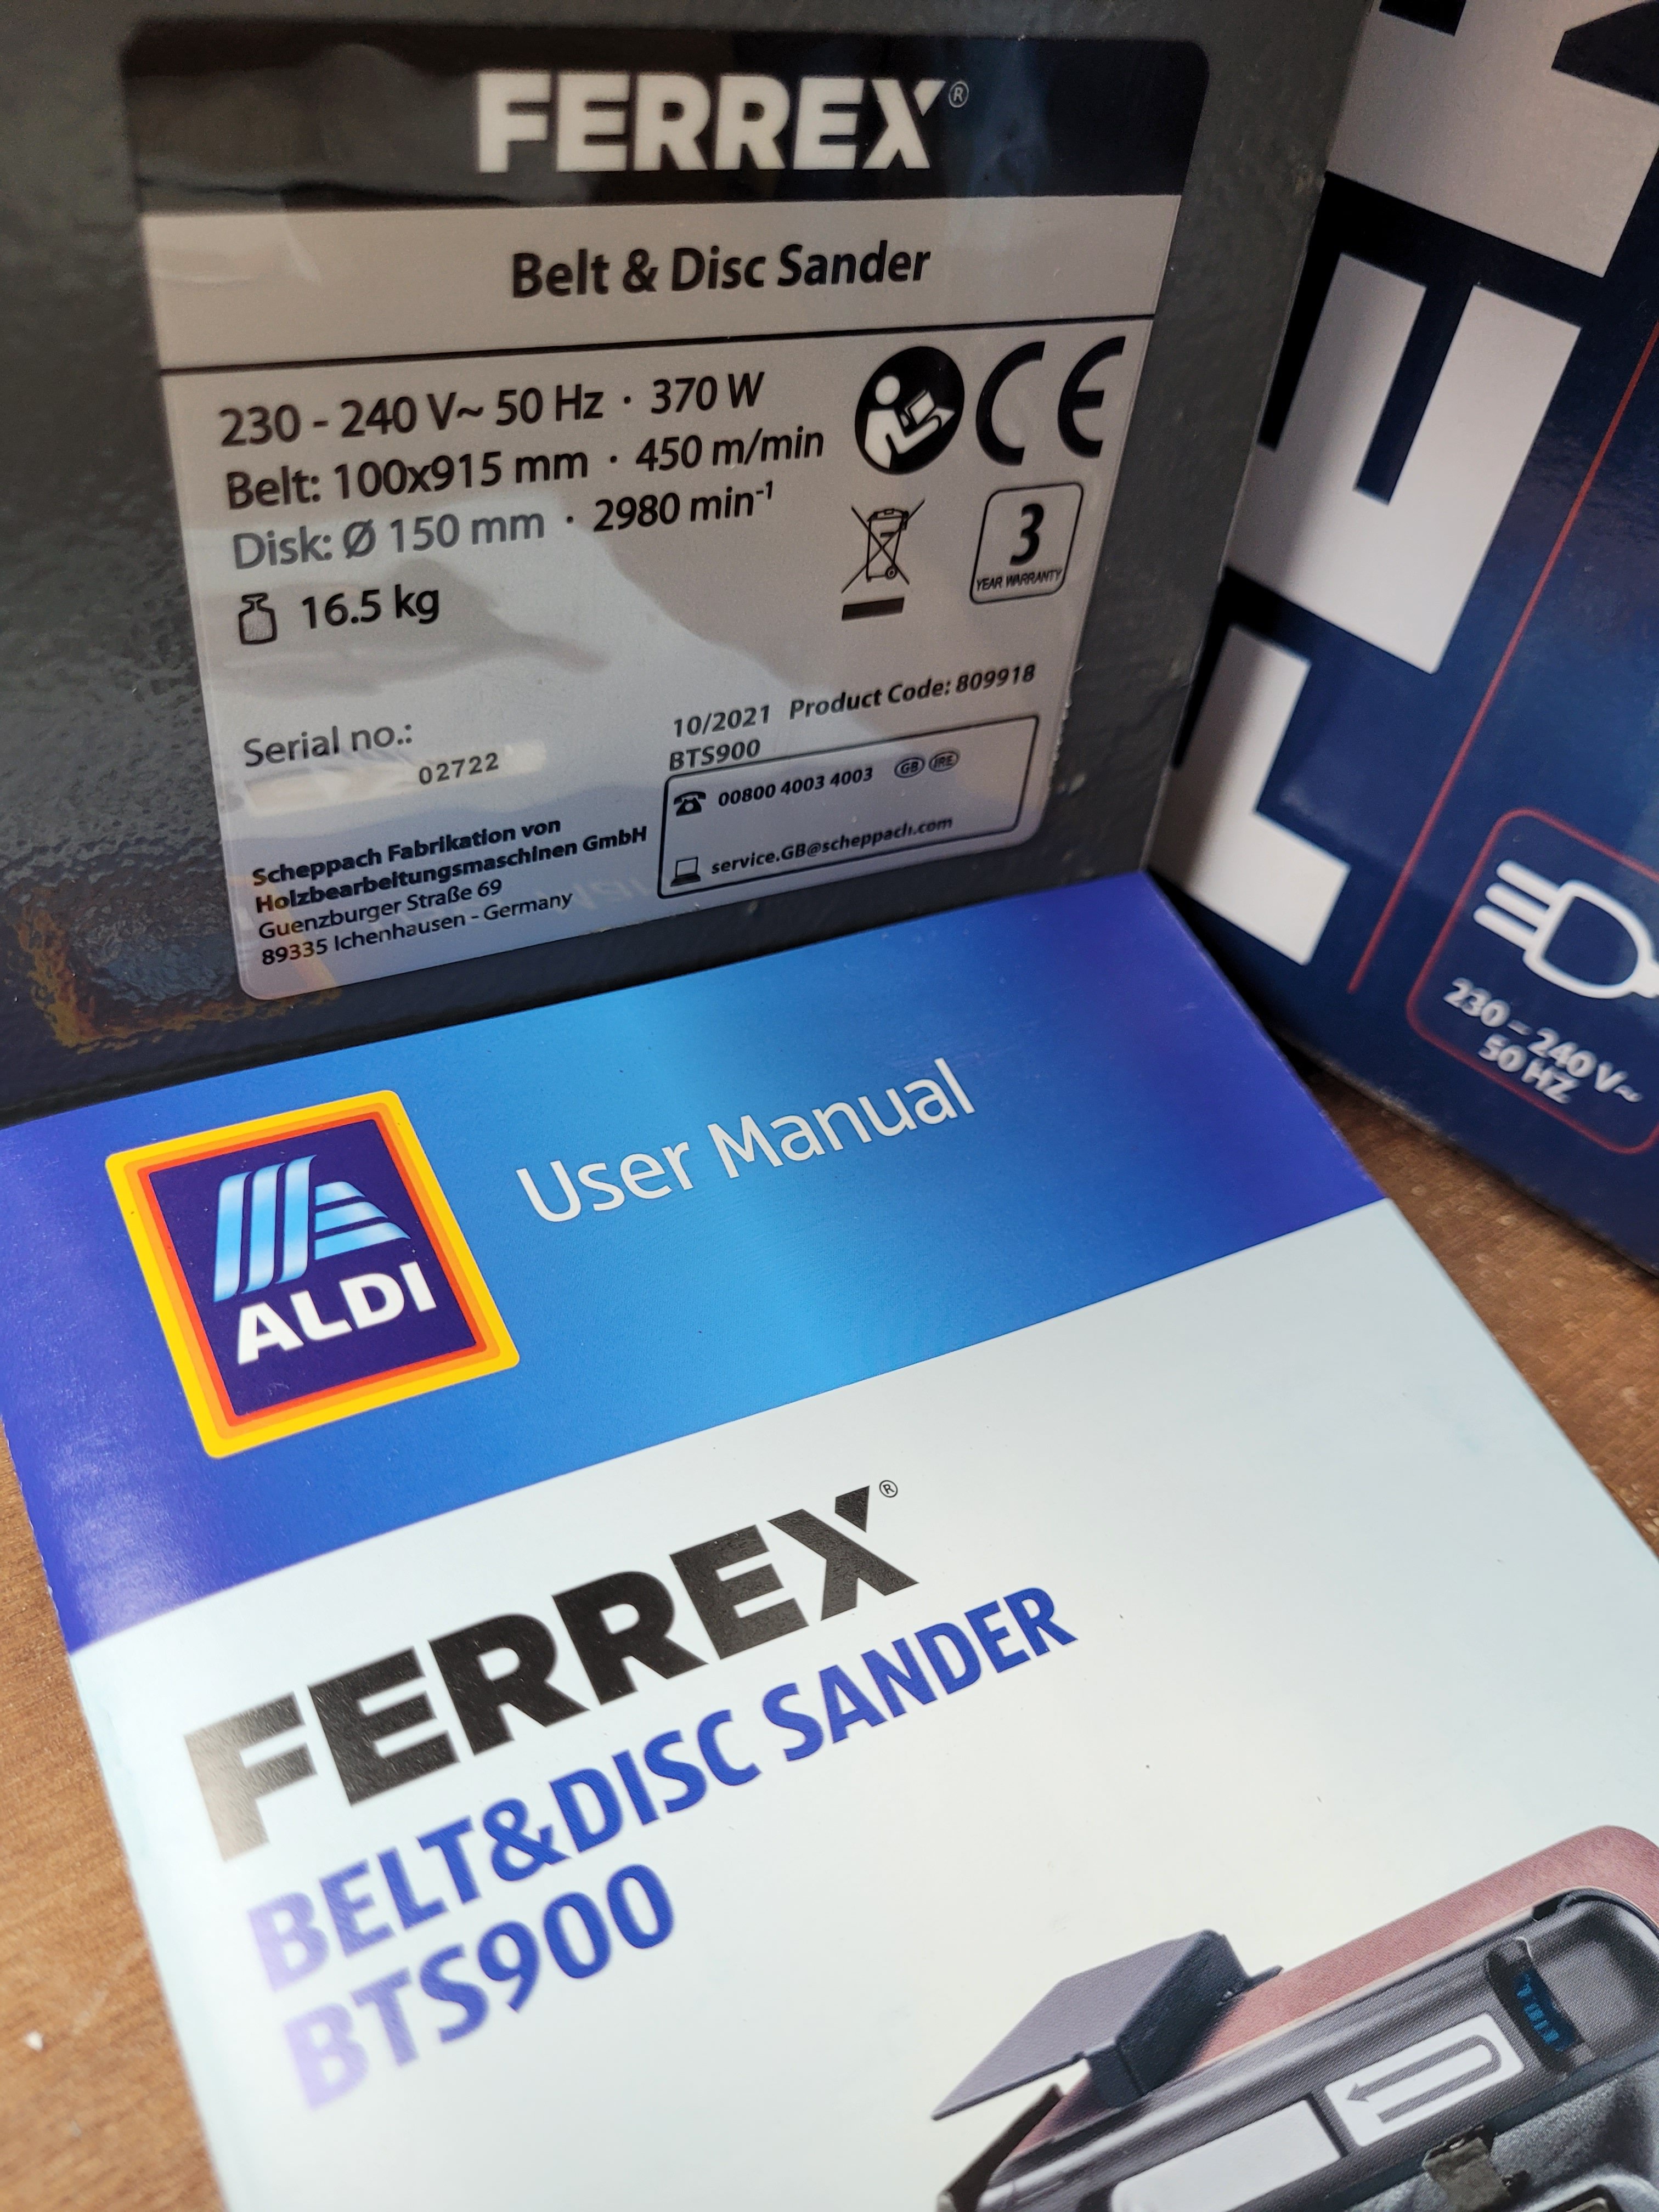 FERREX®
Belt & Disc Sander
230 - 240 V~ 50 Hz · 370 W
Belt: 100x915 mm · 450 m/min
Disk: Ø 150 mm · 2980 min⁻¹
16.5 kg
CE
3
YEAR WARRANTY
Serial no.:
02722
10/2021 Product Code: 809918
BTS900
00800 4003 4003 GB IRE
service.GB@scheppach.com
Scheppach Fabrikation von
Holzbearbeitungsmaschinen GmbH
Guenzburger Straße 69
89335 Ichenhausen - Germany
230 – 240 V~
50 HZ
ALDI
User Manual
FERREX®
BELT&DISC SANDER
BTS900